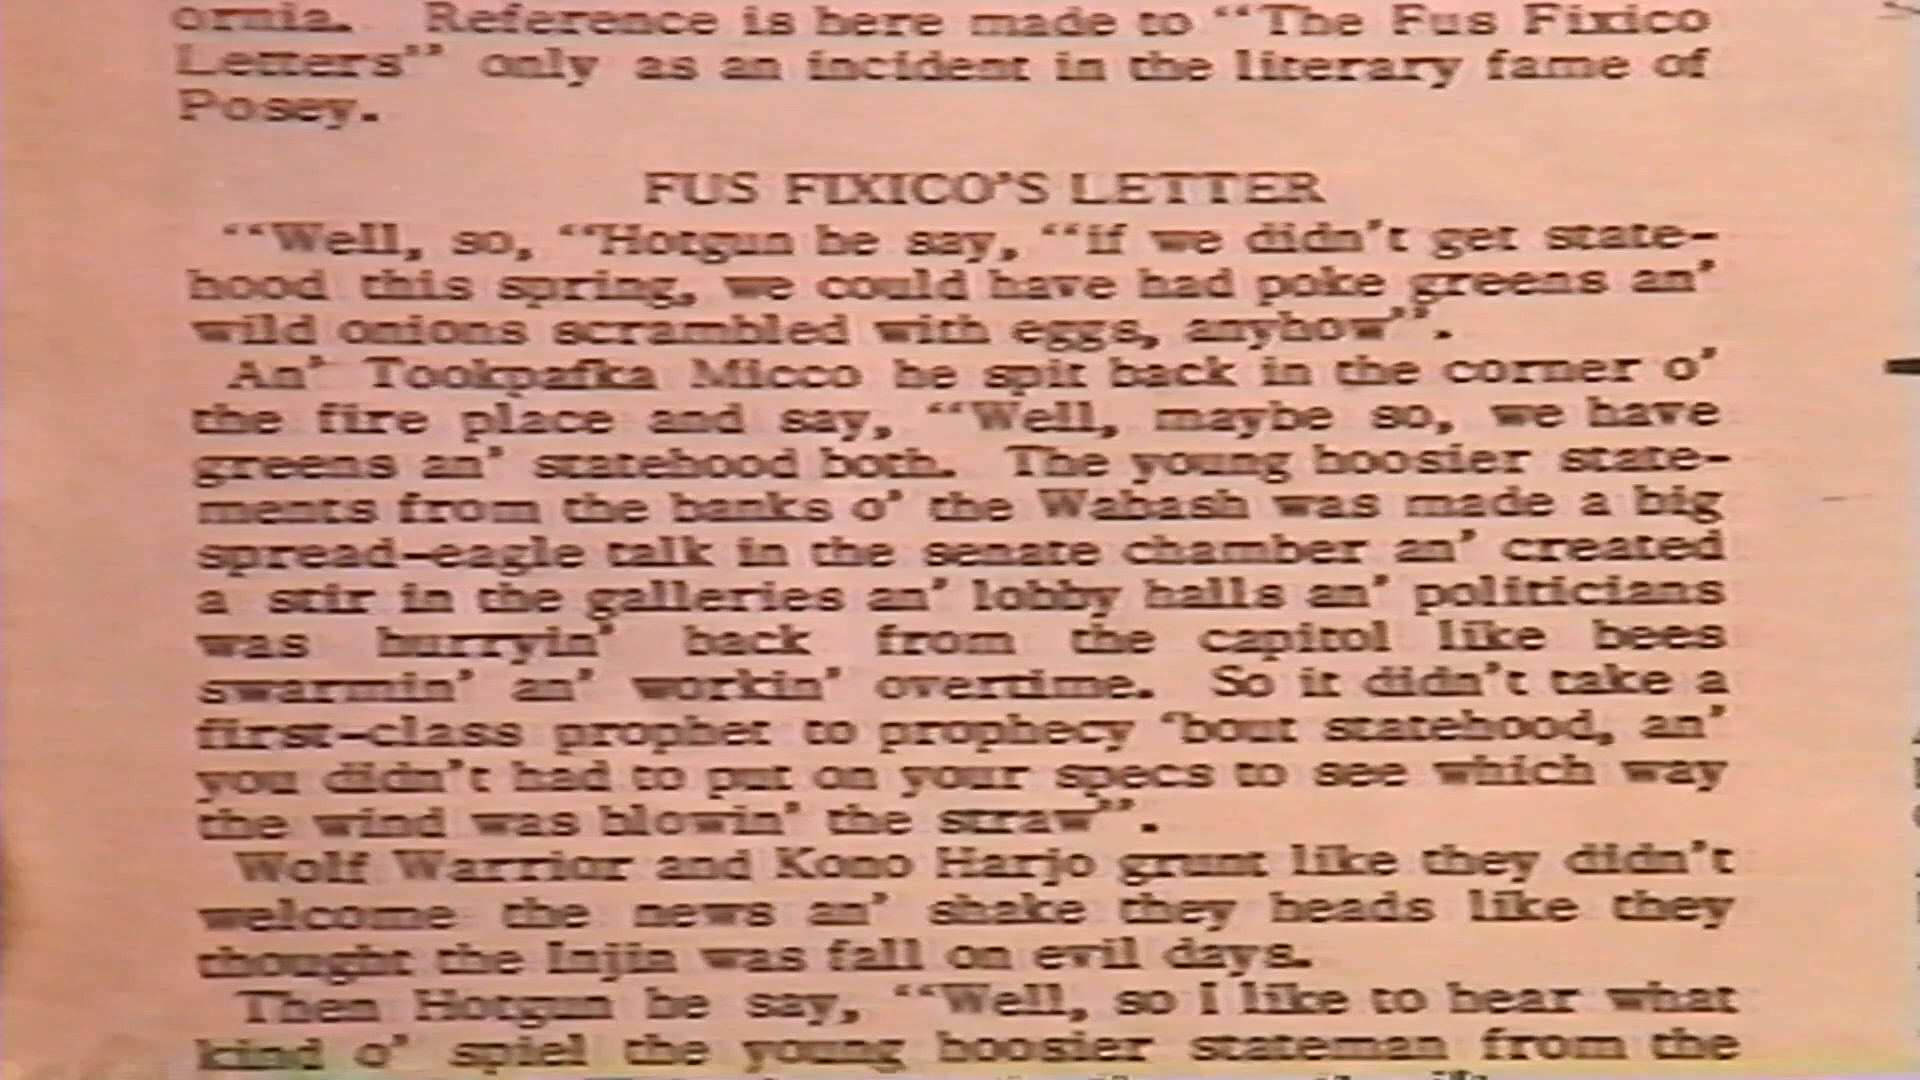 ornia. Reference is here made to "The Fus Fixico
Letters" only as an incident in the literary fame of
Posey.
FUS FIXICO'S LETTER
"Well, so, "Hotgun he say, "if we didn't get state-
hood this spring, we could have had poke greens an'
wild onions scrambled with eggs, anyhow".
An' Tookpafka Micco he spit back in the corner o'
the fire place and say, "Well, maybe so, we have
greens an' statehood both. The young hoosier state-
ments from the banks o' the Wabash was made a big
spread-eagle talk in the senate chamber an' created
a stir in the galleries an' lobby halls an' politicians
was hurryin' back from the capitol like bees
swarmin' an' workin' overtime. So it didn't take a
first-class prophet to prophecy 'bout statehood, an'
you didn't had to put on your specs to see which way
the wind was blowin' the straw".
Wolf Warrior and Kono Harjo grunt like they didn't
welcome the news an' shake they heads like they
thought the Injin was fall on evil days.
Then Hotgun he say, "Well, so I like to hear what
kind o' spiel the young hoosier stateman from the